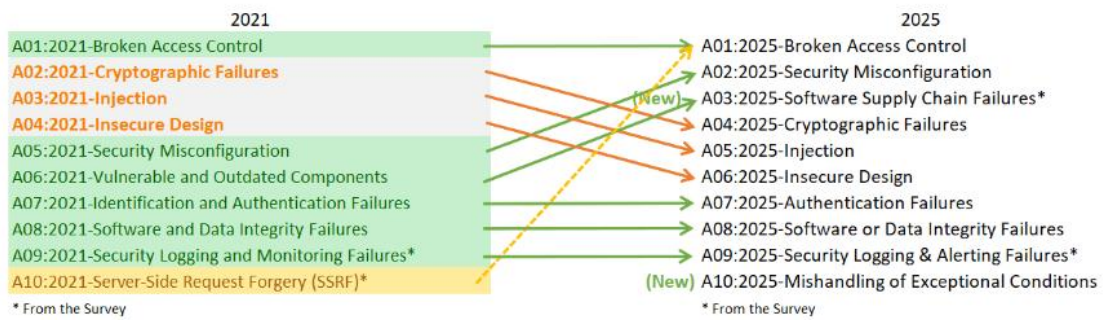 2021
A01:2021-Broken Access Control
A02:2021-Cryptographic Failures
A03:2021-Injection
A04:2021-Insecure Design
A05:2021-Security Misconfiguration
A06:2021-Vulnerable and Outdated Components
A07:2021-Identification and Authentication Failures
A08:2021-Software and Data Integrity Failures
A09:2021-Security Logging and Monitoring Failures*
A10:2021-Server-Side Request Forgery (SSRF)*
* From the Survey
2025
A01:2025-Broken Access Control
A02:2025-Security Misconfiguration
(New) A03:2025-Software Supply Chain Failures*
A04:2025-Cryptographic Failures
A05:2025-Injection
A06:2025-Insecure Design
A07:2025-Authentication Failures
A08:2025-Software or Data Integrity Failures
A09:2025-Security Logging & Alerting Failures*
(New) A10:2025-Mishandling of Exceptional Conditions
* From the Survey